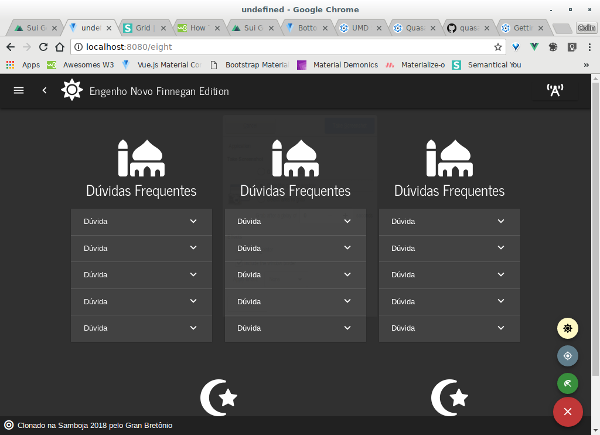 undefined - Google Chrome
Sui G
undef
Grid |
How
Sui G
Botto
UMD
Quas
quas
Getti
localhost:8080/eight
Apps
Awesomes W3
Vue.js Material Co
Bootstrap Material
Material Demonics
Materialize-o
Semantical You
Engenho Novo Finnegan Edition
Dúvidas Frequentes Dúvidas Frequentes Dúvidas Frequentes
Dúvida Dúvida Dúvida
Dúvida Dúvida Dúvida
Dúvida Dúvida Dúvida
Dúvida Dúvida Dúvida
Dúvida Dúvida Dúvida
Clonado na Samboja 2018 pelo Gran Bretônio